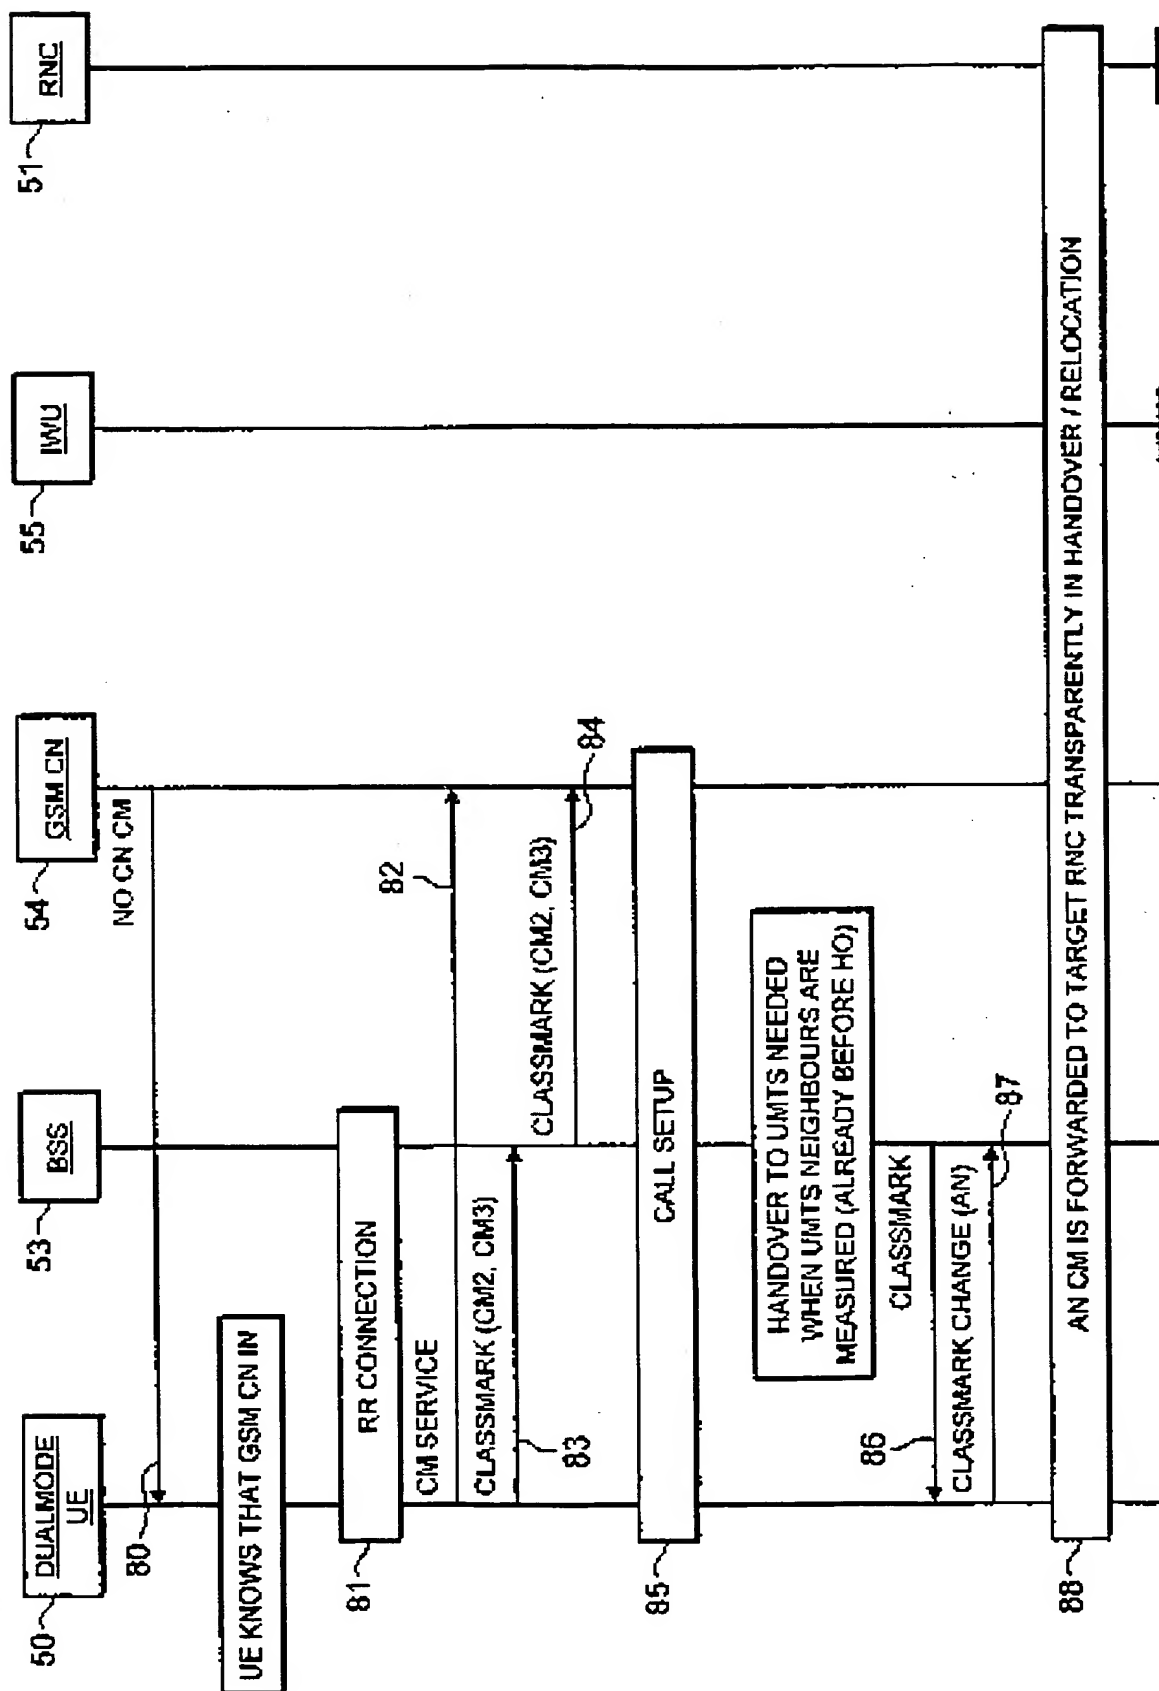 DUALMODE
UE
50
BSS
53
GSM CN
54
IWU
55
RNC
51
NO CN CM
80
UE KNOWS THAT GSM CN IN
RR CONNECTION
81
CM SERVICE
82
CLASSMARK (CM2, CM3)
83
CLASSMARK (CM2, CM3)
84
CALL SETUP
85
HANDOVER TO UMTS NEEDED
WHEN UMTS NEIGHBOURS ARE
MEASURED (ALREADY BEFORE HO)
CLASSMARK
86
CLASSMARK CHANGE (AN)
87
AN CM IS FORWARDED TO TARGET RNC TRANSPARENTLY IN HANDOVER / RELOCATION
88